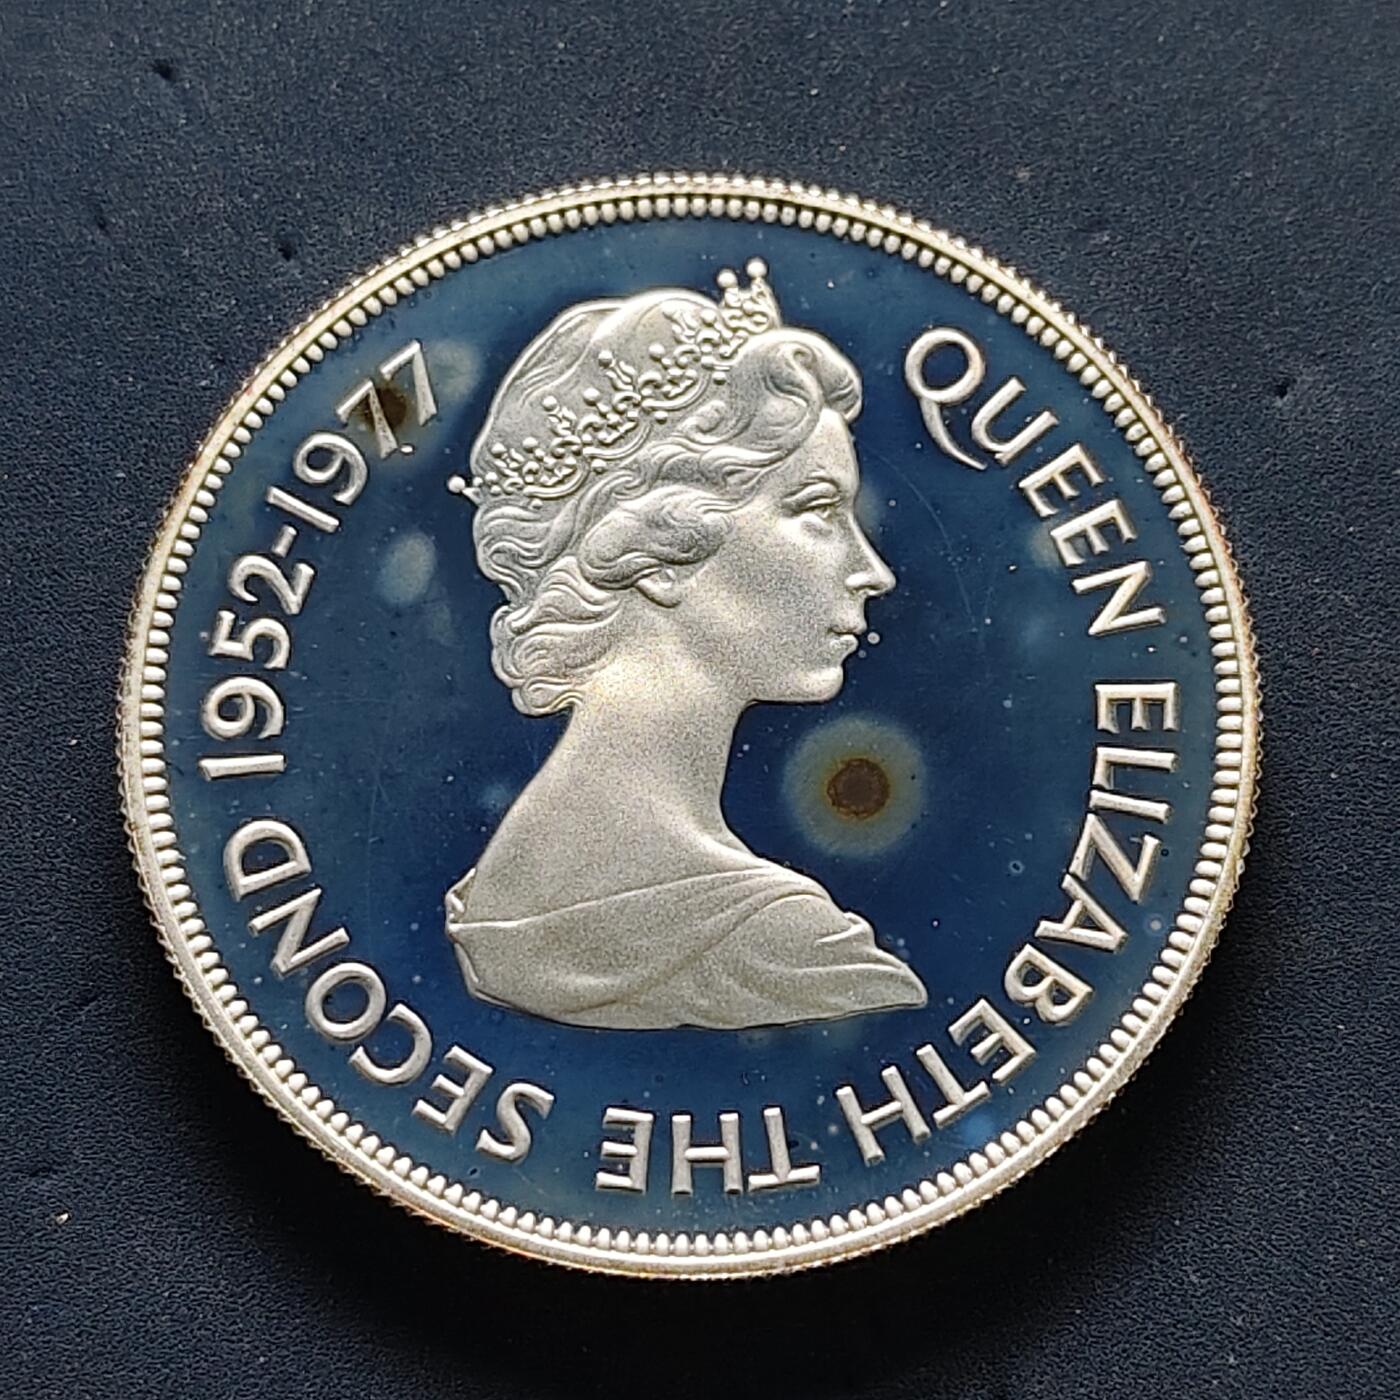 QUEEN ELIZABETH THE SECOND 1952-1977